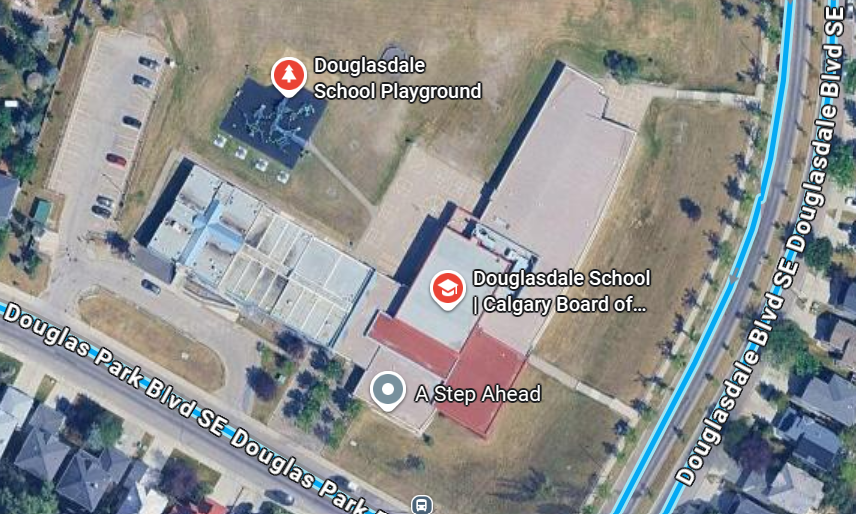 Douglasdale
School Playground
Douglasdale School
| Calgary Board of...
A Step Ahead
Douglas Park Blvd SE
Douglas Park
Douglasdale Blvd SE
Douglasdale Blvd SE